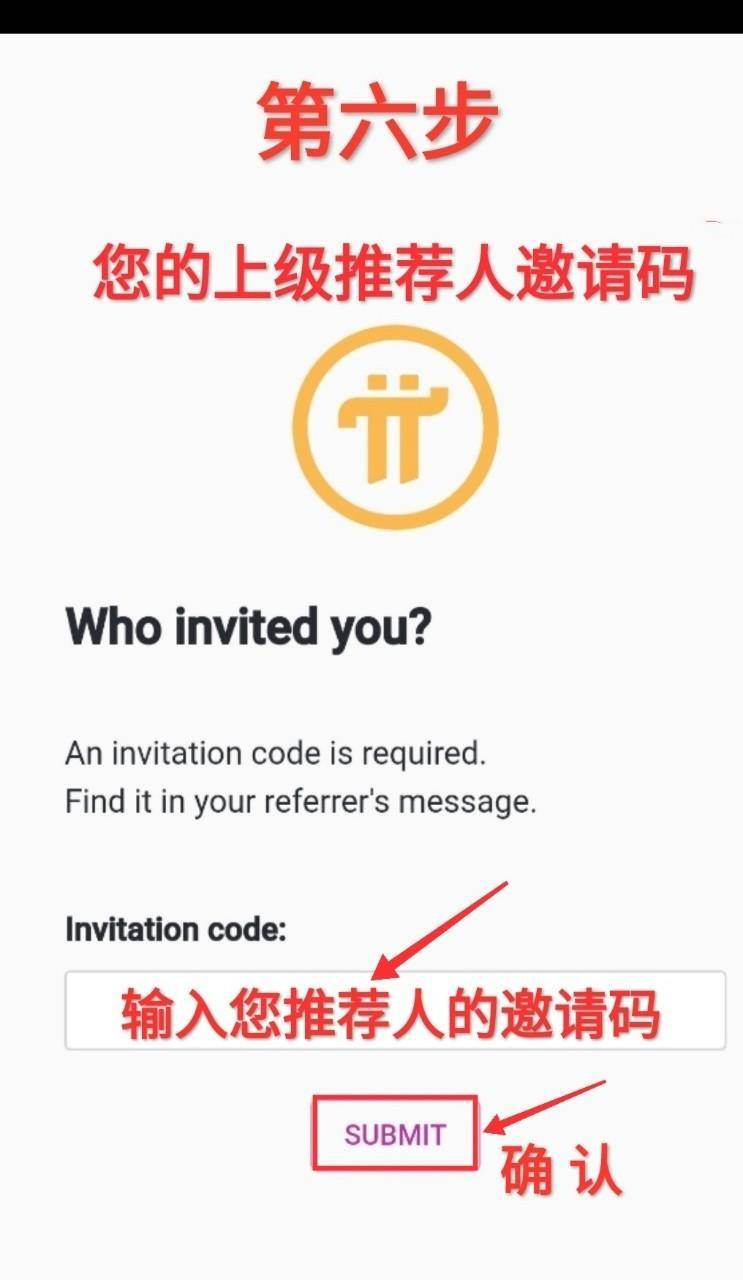 第六步
您的上级推荐人邀请码
Who invited you?
An invitation code is required.
Find it in your referrer's message.
Invitation code:
输入您推荐人的邀请码
SUBMIT
确 认